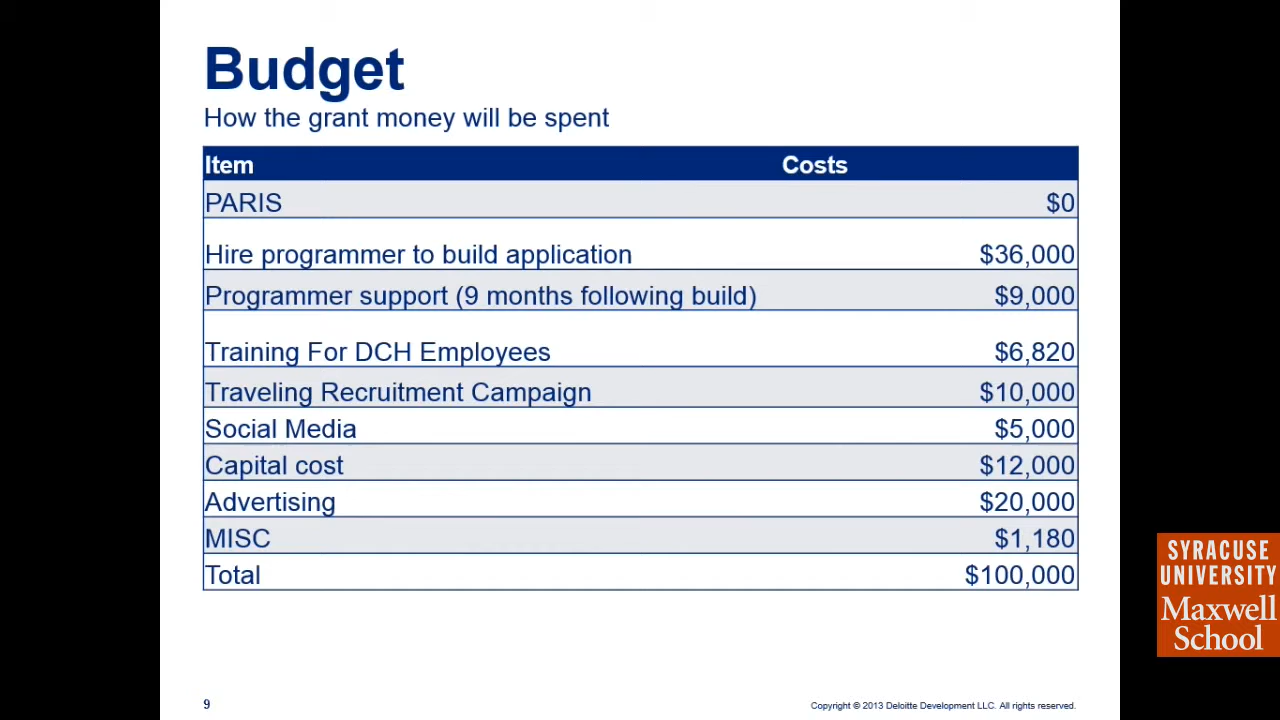 Budget
How the grant money will be spent
Item Costs
PARIS $0
Hire programmer to build application $36,000
Programmer support (9 months following build) $9,000
Training For DCH Employees $6,820
Traveling Recruitment Campaign $10,000
Social Media $5,000
Capital cost $12,000
Advertising $20,000
MISC $1,180
Total $100,000
SYRACUSE
UNIVERSITY
Maxwell
School
9 Copyright © 2013 Deloitte Development LLC. All rights reserved.